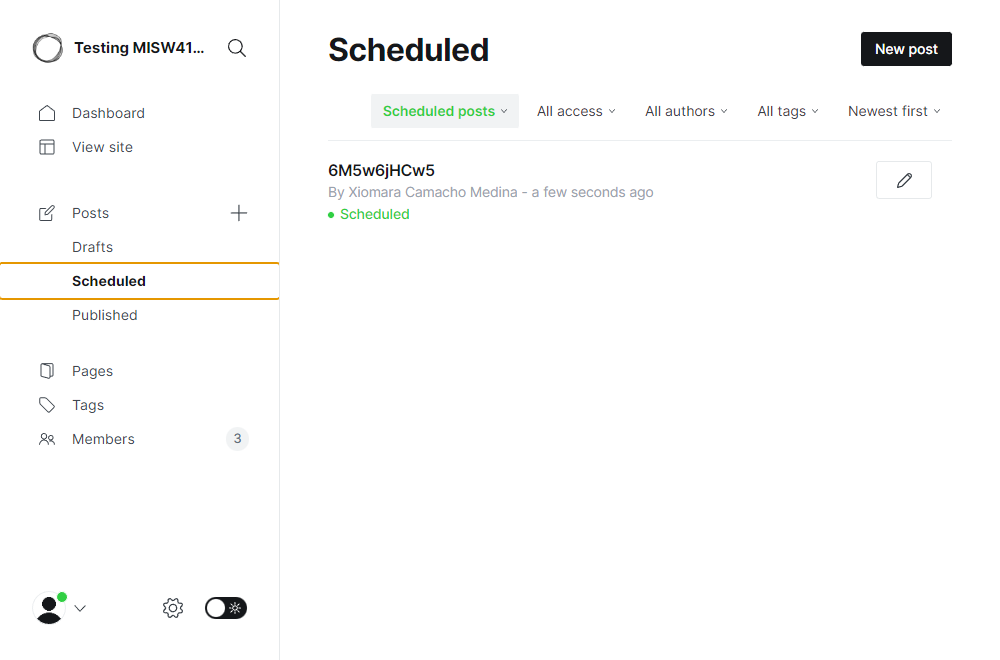 Testing MISW41...
Dashboard
View site
Posts
Drafts
Scheduled
Published
Pages
Tags
Members 3
Scheduled
New post
Scheduled posts All access All authors All tags Newest first
6M5w6jHCw5
By Xiomara Camacho Medina - a few seconds ago
Scheduled